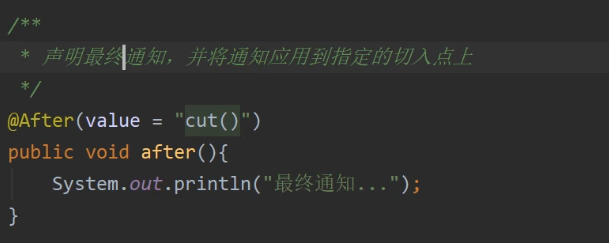 /**
* 声明最终通知，并将通知应用到指定的切入点上
*/
@After(value = "cut()")
public void after(){
System.out.println("最终通知...");
}